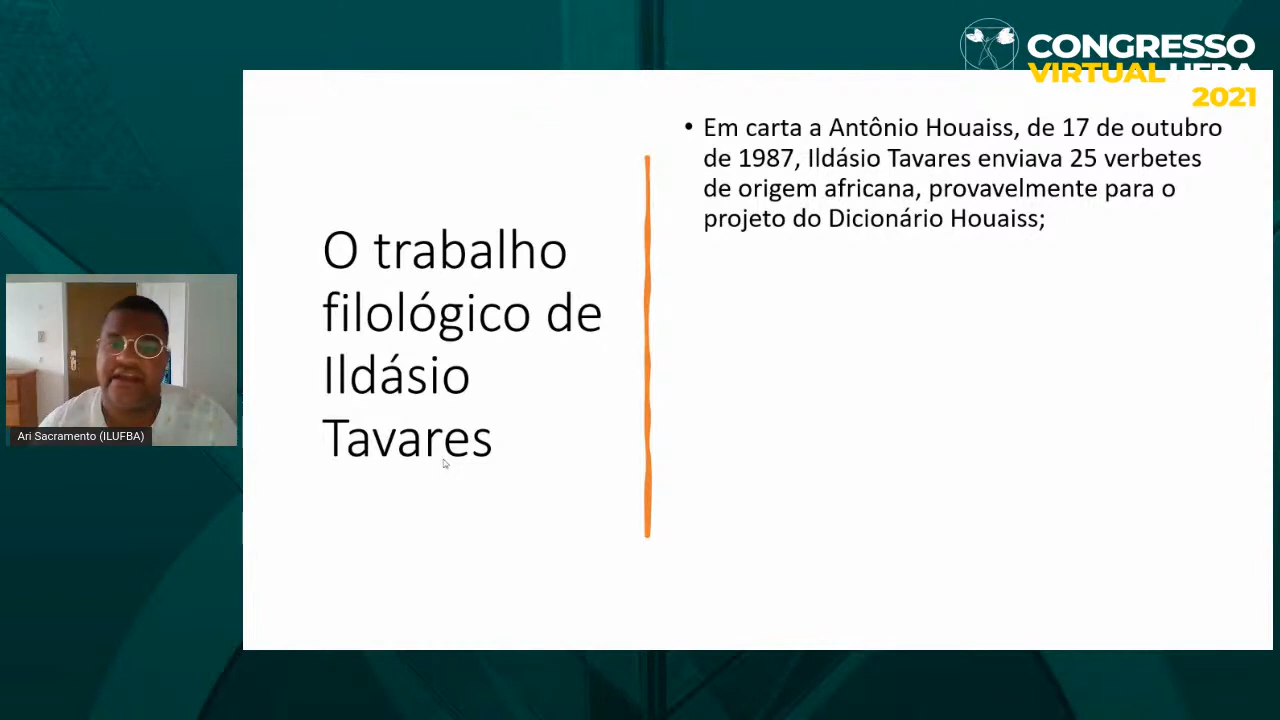 CONGRESSO
VIRTUAL UFBA
2021
• Em carta a Antônio Houaiss, de 17 de outubro
de 1987, Ildásio Tavares enviava 25 verbetes
de origem africana, provavelmente para o
projeto do Dicionário Houaiss;
O trabalho
filológico de
Ildásio
Tavares
Ari Sacramento (ILUFBA)